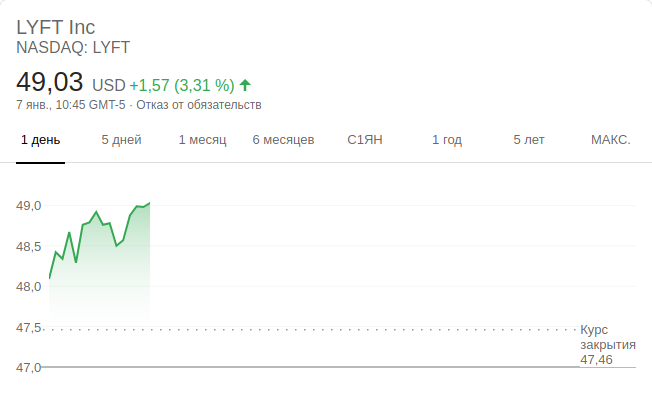 LYFT Inc
NASDAQ: LYFT
49,03 USD +1,57 (3,31 %)
7 янв., 10:45 GMT-5 · Отказ от обязательств
1 день 5 дней 1 месяц 6 месяцев С1ЯН 1 год 5 лет МАКС.
49,0
48,5
48,0
47,5
Курс
закрытия
47,46
47,0